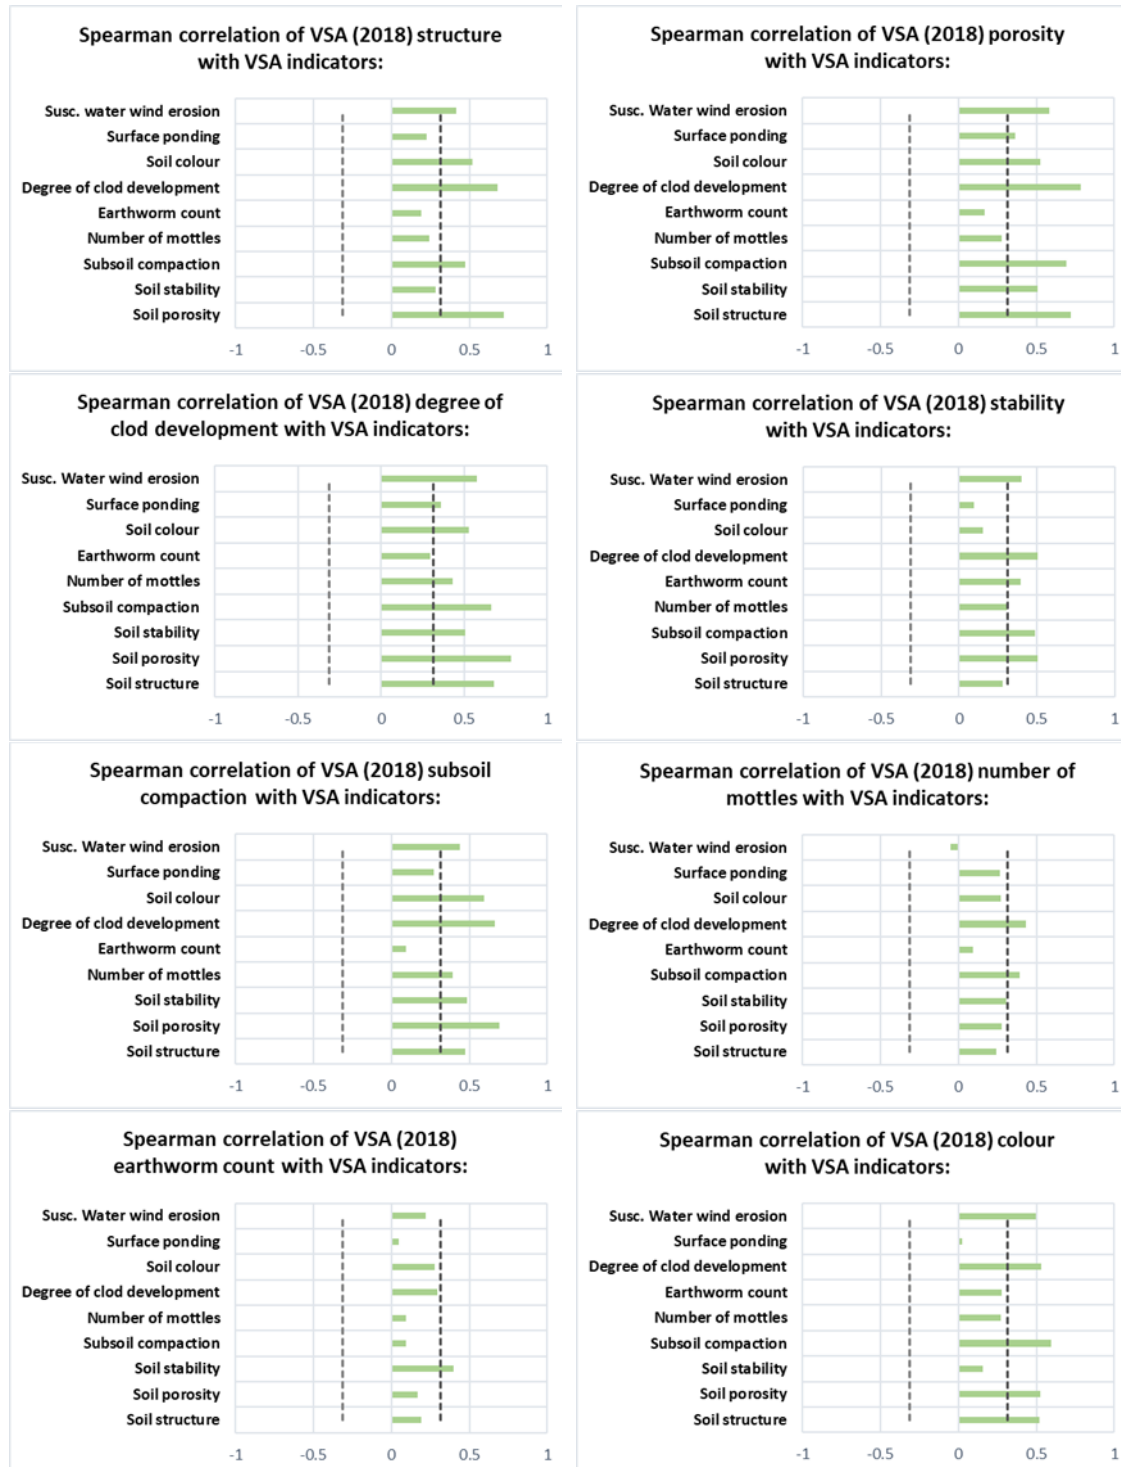 Spearman correlation of VSA (2018) structure
with VSA indicators:
Susc. water wind erosion
Surface ponding
Soil colour
Degree of clod development
Earthworm count
Number of mottles
Subsoil compaction
Soil stability
Soil porosity
-1 -0.5 0 0.5 1
Spearman correlation of VSA (2018) porosity
with VSA indicators:
Susc. Water wind erosion
Surface ponding
Soil colour
Degree of clod development
Earthworm count
Number of mottles
Subsoil compaction
Soil stability
Soil structure
-1 -0.5 0 0.5 1
Spearman correlation of VSA (2018) degree of
clod development with VSA indicators:
Susc. Water wind erosion
Surface ponding
Soil colour
Earthworm count
Number of mottles
Subsoil compaction
Soil stability
Soil porosity
Soil structure
-1 -0.5 0 0.5 1
Spearman correlation of VSA (2018) stability
with VSA indicators:
Susc. Water wind erosion
Surface ponding
Soil colour
Degree of clod development
Earthworm count
Number of mottles
Subsoil compaction
Soil porosity
Soil structure
-1 -0.5 0 0.5 1
Spearman correlation of VSA (2018) subsoil
compaction with VSA indicators:
Susc. Water wind erosion
Surface ponding
Soil colour
Degree of clod development
Earthworm count
Number of mottles
Soil stability
Soil porosity
Soil structure
-1 -0.5 0 0.5 1
Spearman correlation of VSA (2018) number of
mottles with VSA indicators:
Susc. Water wind erosion
Surface ponding
Soil colour
Degree of clod development
Earthworm count
Subsoil compaction
Soil stability
Soil porosity
Soil structure
-1 -0.5 0 0.5 1
Spearman correlation of VSA (2018)
earthworm count with VSA indicators:
Susc. Water wind erosion
Surface ponding
Soil colour
Degree of clod development
Number of mottles
Subsoil compaction
Soil stability
Soil porosity
Soil structure
-1 -0.5 0 0.5 1
Spearman correlation of VSA (2018) colour
with VSA indicators:
Susc. Water wind erosion
Surface ponding
Degree of clod development
Earthworm count
Number of mottles
Subsoil compaction
Soil stability
Soil porosity
Soil structure
-1 -0.5 0 0.5 1